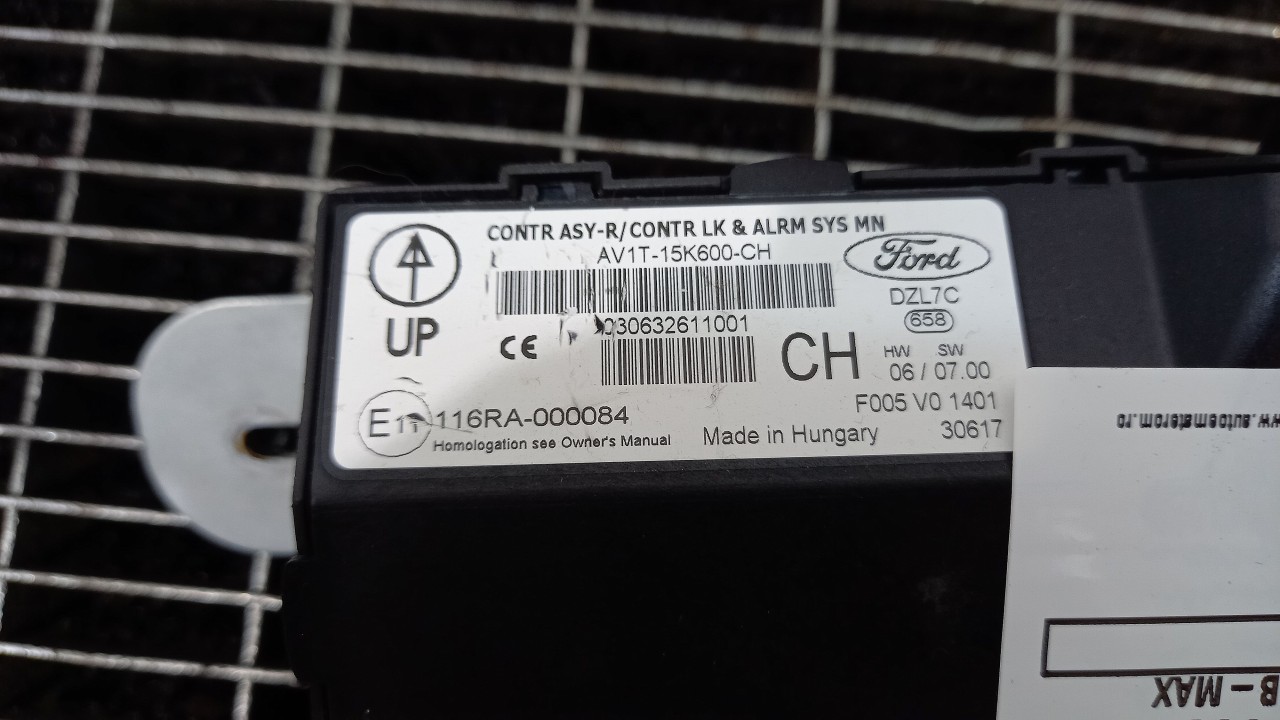 CONTR ASY-R/CONTR LK & ALRM SYS MN
AV1T-15K600-CH
Ford
DZL7C
658
UP
CE
030632611001
CH
HW SW
06 / 07.00
E11 116RA-000084
F005 V0 1401
Homologation see Owner's Manual
Made in Hungary
30617
www.autoematerom.ro
B - MAX